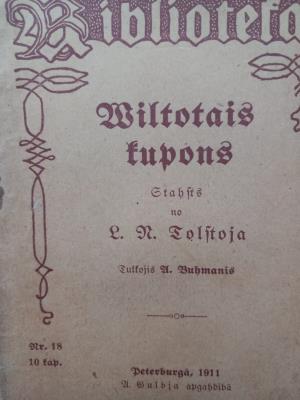 Biblioteka
Wiltotais
kupons
Stahsts
no
L. N. Tolstoja
Tulkojis A. Buhmanis
Nr. 18
10 kap.
Peterburgā, 1911
A. Gulbja apgahdibā